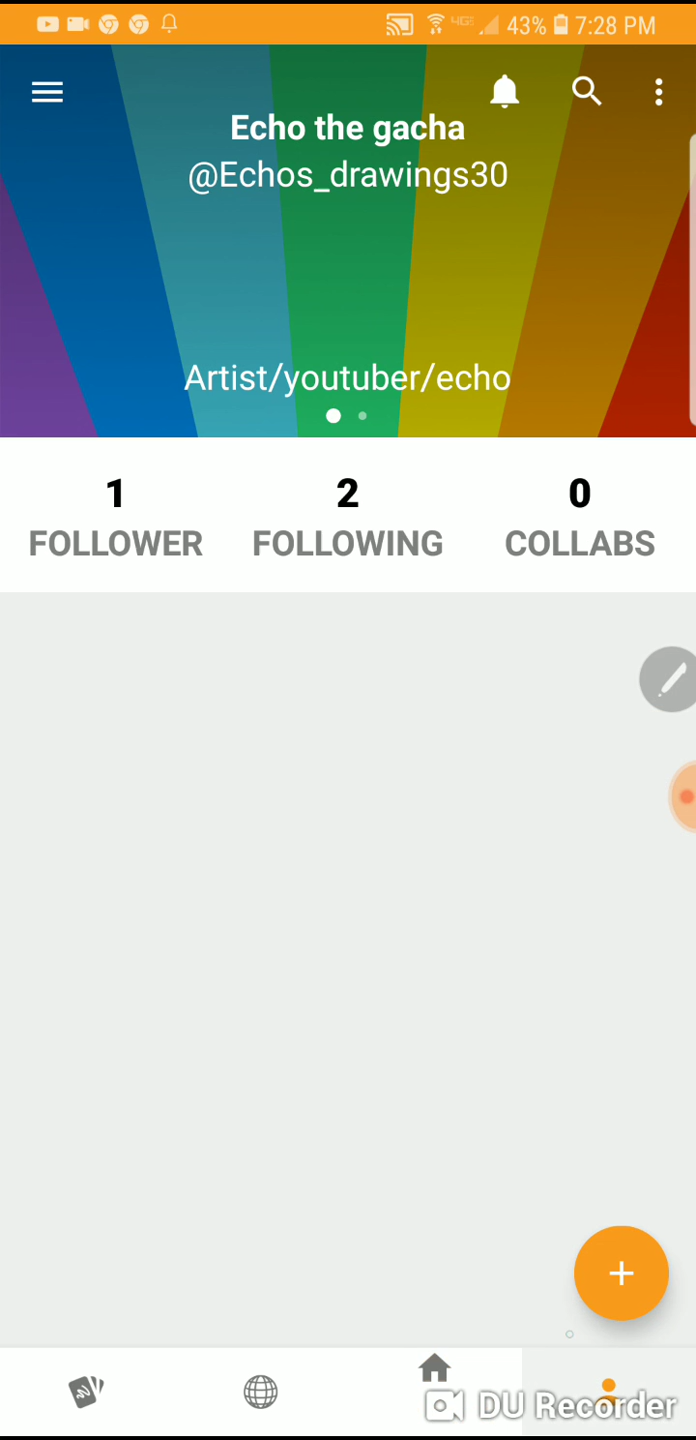 43% 7:28 PM
Echo the gacha
@Echos_drawings30
Artist/youtuber/echo
1 2 0
FOLLOWER FOLLOWING COLLABS
DU Recorder